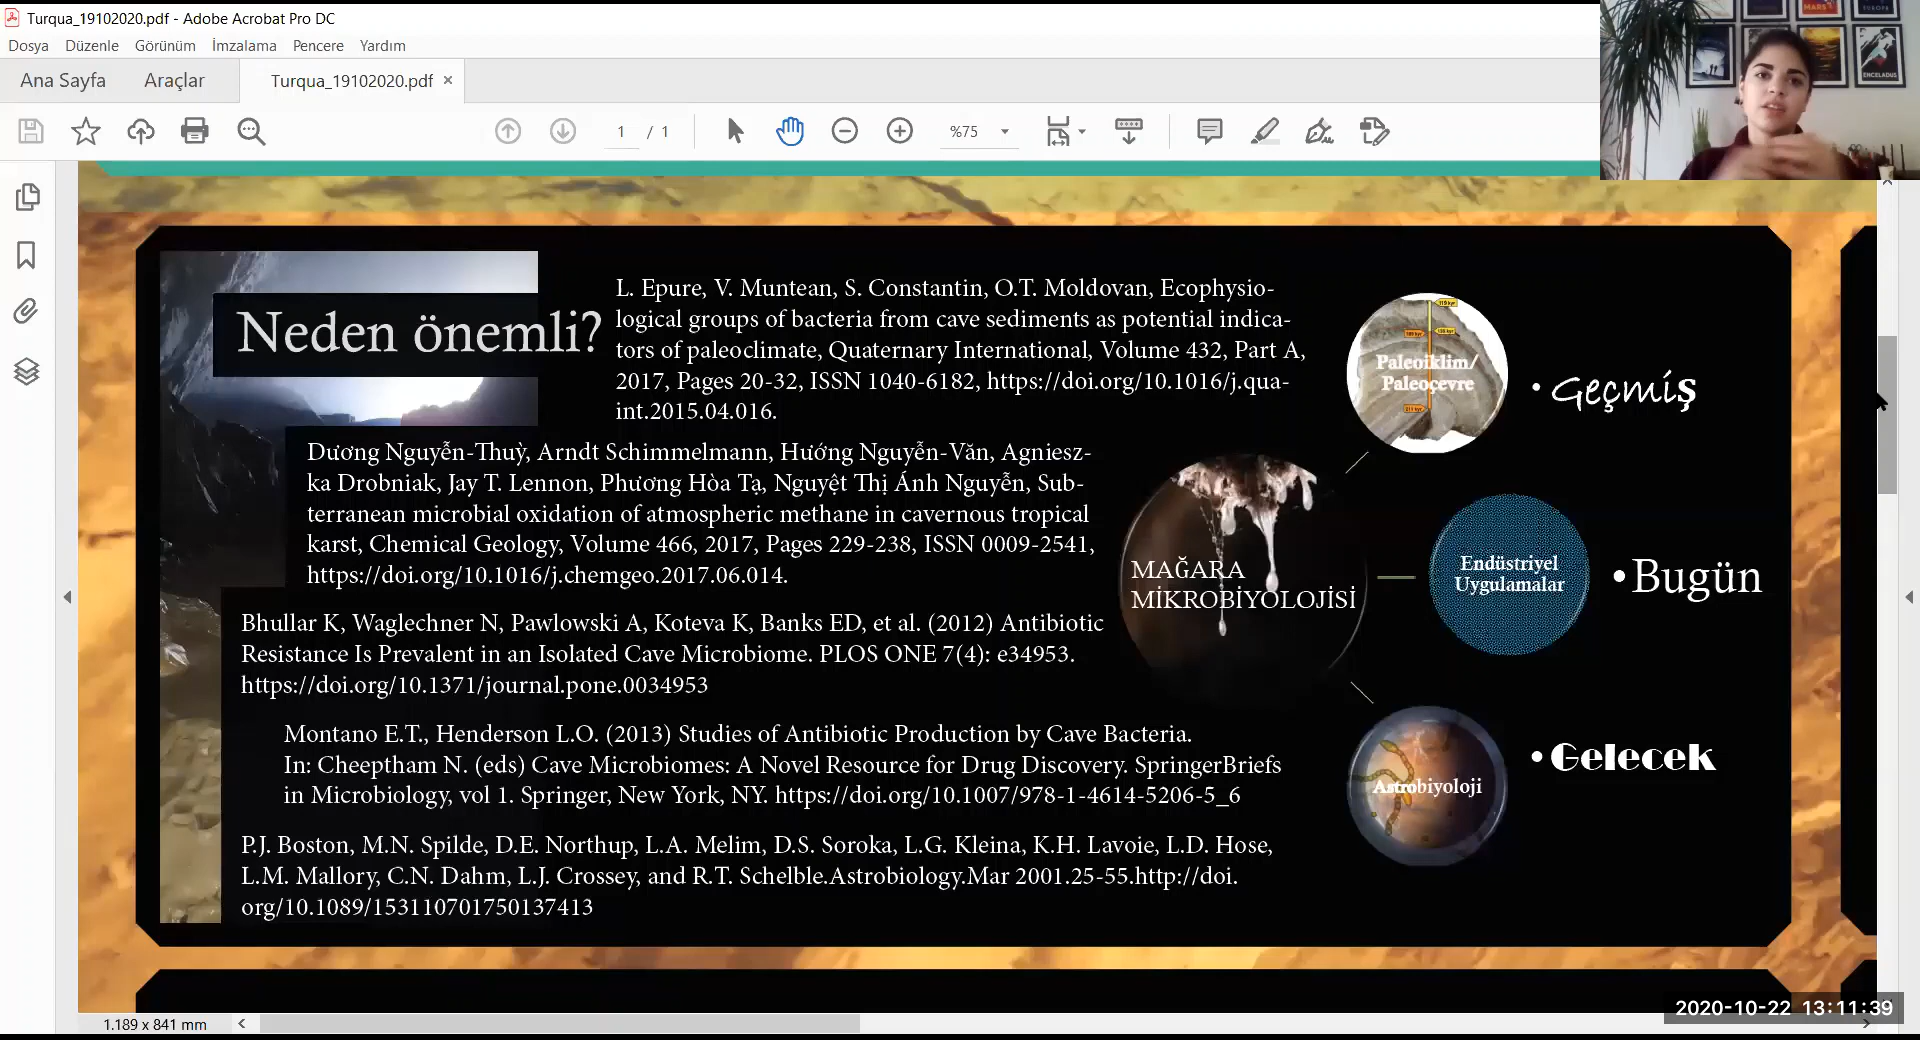 Turqua_19102020.pdf - Adobe Acrobat Pro DC
Dosya Düzenle Görünüm İmzalama Pencere Yardım
Ana Sayfa Araçlar Turqua_19102020.pdf ×
1 / 1 %75
MARS
EUROPA
ENCELADUS
Neden önemli?
L. Epure, V. Muntean, S. Constantin, O.T. Moldovan, Ecophysio-
logical groups of bacteria from cave sediments as potential indica-
tors of paleoclimate, Quaternary International, Volume 432, Part A,
2017, Pages 20-32, ISSN 1040-6182, https://doi.org/10.1016/j.qua-
int.2015.04.016.
Dương Nguyễn-Thuỳ, Arndt Schimmelmann, Hướng Nguyễn-Văn, Agniesz-
ka Drobniak, Jay T. Lennon, Phương Hòa Tạ, Nguyệt Thị Ánh Nguyễn, Sub-
terranean microbial oxidation of atmospheric methane in cavernous tropical
karst, Chemical Geology, Volume 466, 2017, Pages 229-238, ISSN 0009-2541,
https://doi.org/10.1016/j.chemgeo.2017.06.014.
Bhullar K, Waglechner N, Pawlowski A, Koteva K, Banks ED, et al. (2012) Antibiotic
Resistance Is Prevalent in an Isolated Cave Microbiome. PLOS ONE 7(4): e34953.
https://doi.org/10.1371/journal.pone.0034953
Montano E.T., Henderson L.O. (2013) Studies of Antibiotic Production by Cave Bacteria.
In: Cheeptham N. (eds) Cave Microbiomes: A Novel Resource for Drug Discovery. SpringerBriefs
in Microbiology, vol 1. Springer, New York, NY. https://doi.org/10.1007/978-1-4614-5206-5_6
P.J. Boston, M.N. Spilde, D.E. Northup, L.A. Melim, D.S. Soroka, L.G. Kleina, K.H. Lavoie, L.D. Hose,
L.M. Mallory, C.N. Dahm, L.J. Crossey, and R.T. Schelble.Astrobiology.Mar 2001.25-55.http://doi.
org/10.1089/153110701750137413
MAĞARA
MİKROBİYOLOJİSİ
Paleoiklim/
Paleoçevre
• Geçmiş
Endüstriyel
Uygulamalar
• Bugün
Astrobiyoloji
• Gelecek
1.189 x 841 mm
2020-10-22 13:11:39